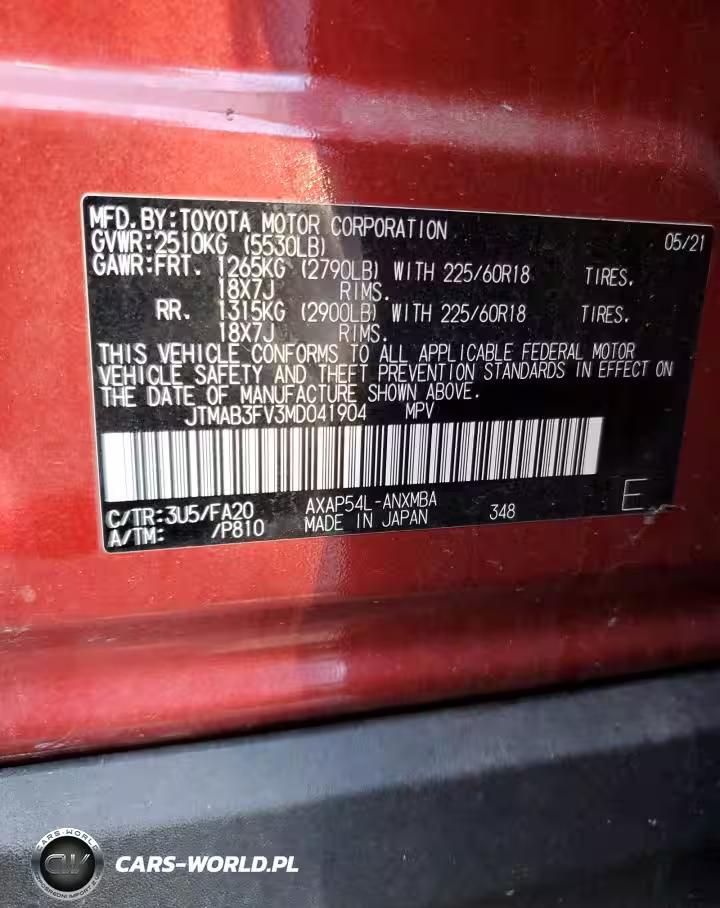 MFD.BY:TOYOTA MOTOR CORPORATION 05/21
GVWR:2510KG (5530LB)
GAWR:FRT. 1265KG (2790LB) WITH 225/60R18 TIRES.
18X7J RIMS.
RR. 1315KG (2900LB) WITH 225/60R18 TIRES.
18X7J RIMS.
THIS VEHICLE CONFORMS TO ALL APPLICABLE FEDERAL MOTOR
VEHICLE SAFETY AND THEFT PREVENTION STANDARDS IN EFFECT ON
THE DATE OF MANUFACTURE SHOWN ABOVE.
JTMAB3FV3MD041904 MPV
C/TR:3U5/FA20 AXAP54L-ANXMBA
A/TM: /P810 MADE IN JAPAN 348 E
CARS-WORLD
CW
CARS-WORLD.PL